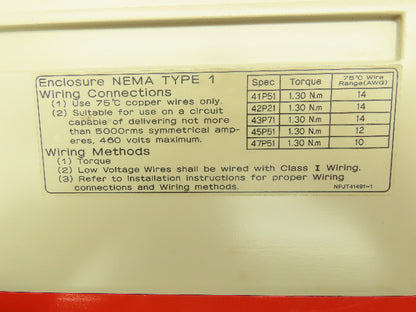 Enclosure NEMA TYPE 1
Wiring Connections
(1) Use 75℃ copper wires only.
(2) Suitable for use on a circuit
capable of delivering not more
than 5000rms symmetrical amp-
eres, 460 volts maximum.
Wiring Methods
(1) Torque
(2) Low Voltage Wires shall be wired with Class I Wiring.
(3) Refer to Installation instructions for proper Wiring
connections and Wiring methods.
Spec Torque 75℃ Wire Range(AWG)
41P51 1.30 N.m 14
42P21 1.30 N.m 14
43P71 1.30 N.m 14
45P51 1.30 N.m 12
47P51 1.30 N.m 10
NPJT41491-1